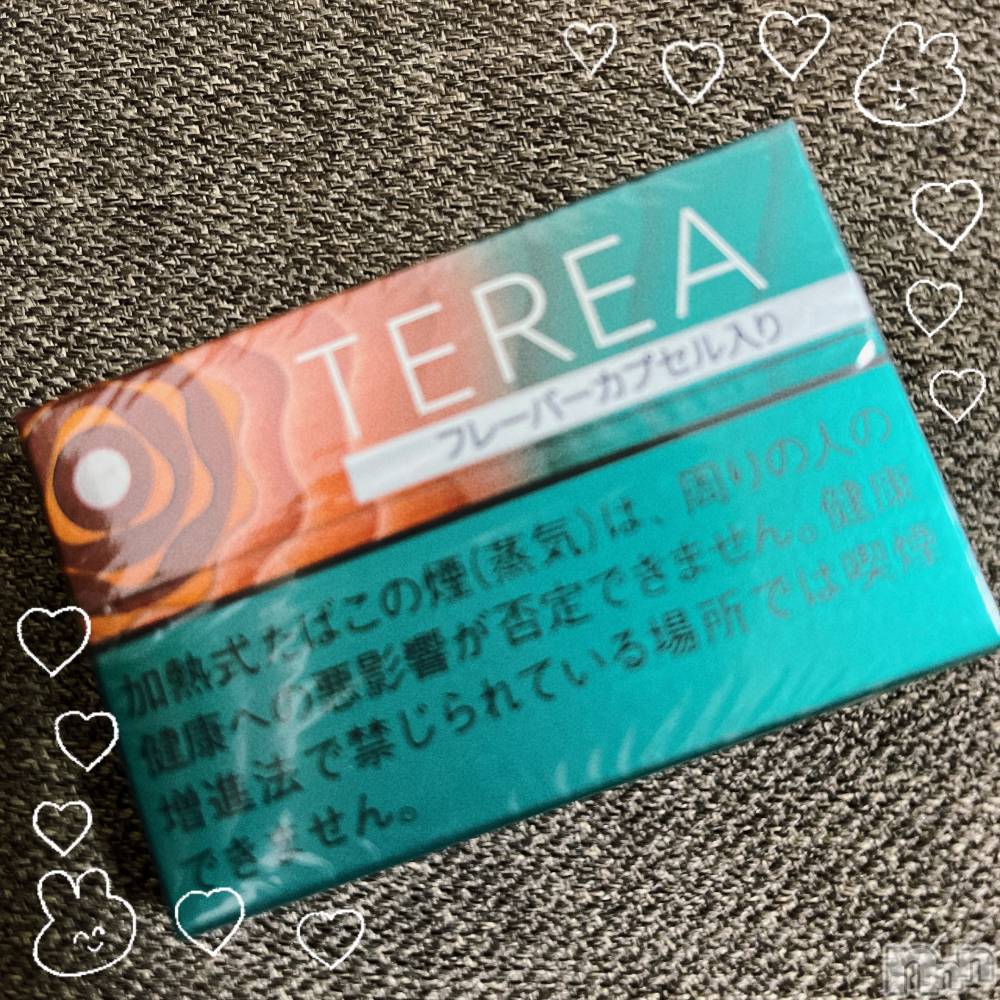 TEREA
フレーバーカプセル入り
加熱式たばこの煙(蒸気)は、周りの人の
健康への悪影響が否定できません。健康
増進法で禁じられている場所では喫煙
できません。